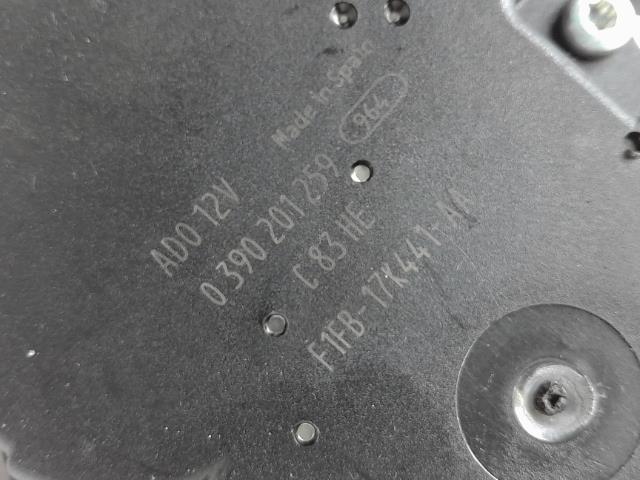 Made in Spain
964
ADO 12V
0 390 201 259
C 83 HE
F1FB-17K441-AA